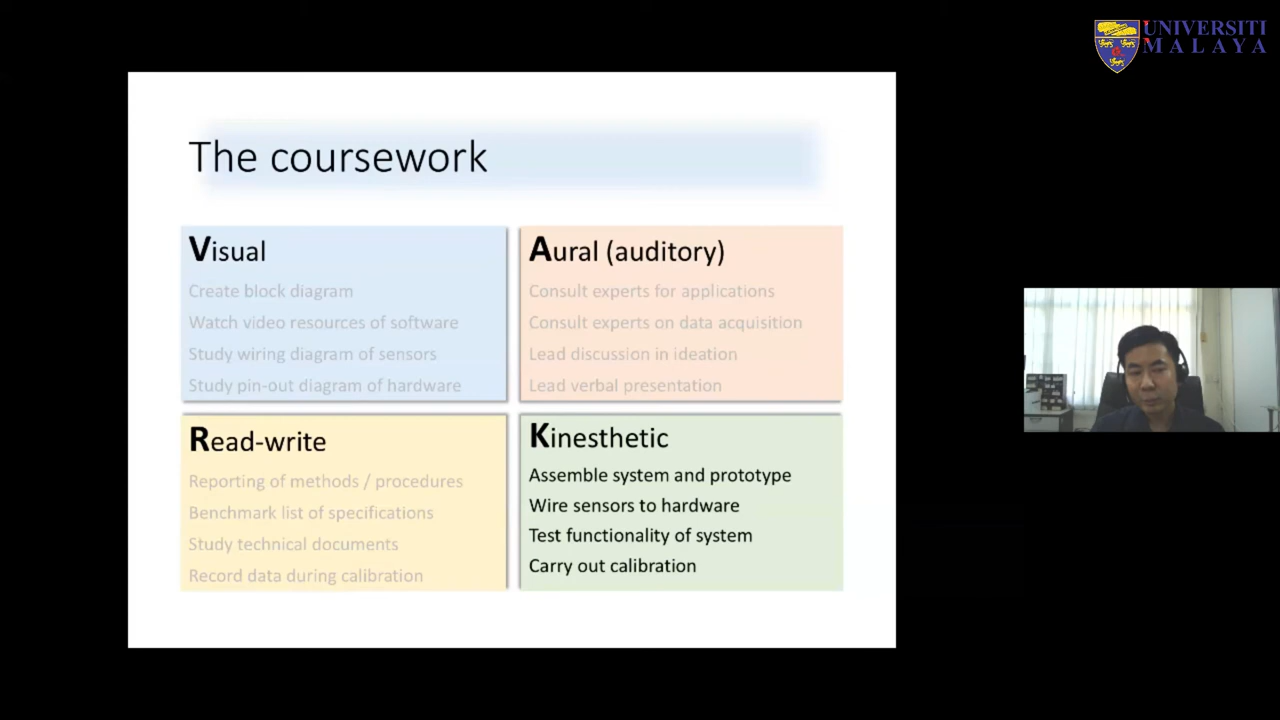 UNIVERSITI
MALAYA
The coursework
Visual
Create block diagram
Watch video resources of software
Study wiring diagram of sensors
Study pin-out diagram of hardware
Aural (auditory)
Consult experts for applications
Consult experts on data acquisition
Lead discussion in ideation
Lead verbal presentation
Read-write
Reporting of methods / procedures
Benchmark list of specifications
Study technical documents
Record data during calibration
Kinesthetic
Assemble system and prototype
Wire sensors to hardware
Test functionality of system
Carry out calibration